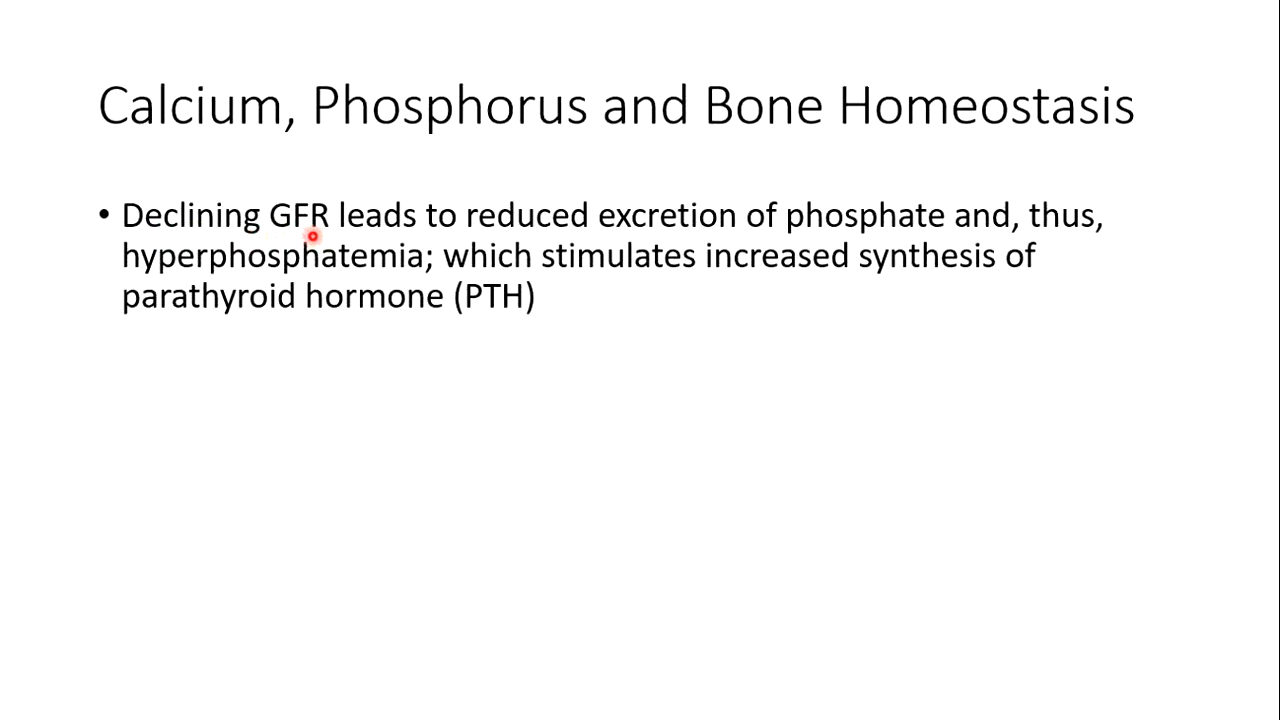 Calcium, Phosphorus and Bone Homeostasis
• Declining GFR leads to reduced excretion of phosphate and, thus,
hyperphosphatemia; which stimulates increased synthesis of
parathyroid hormone (PTH)